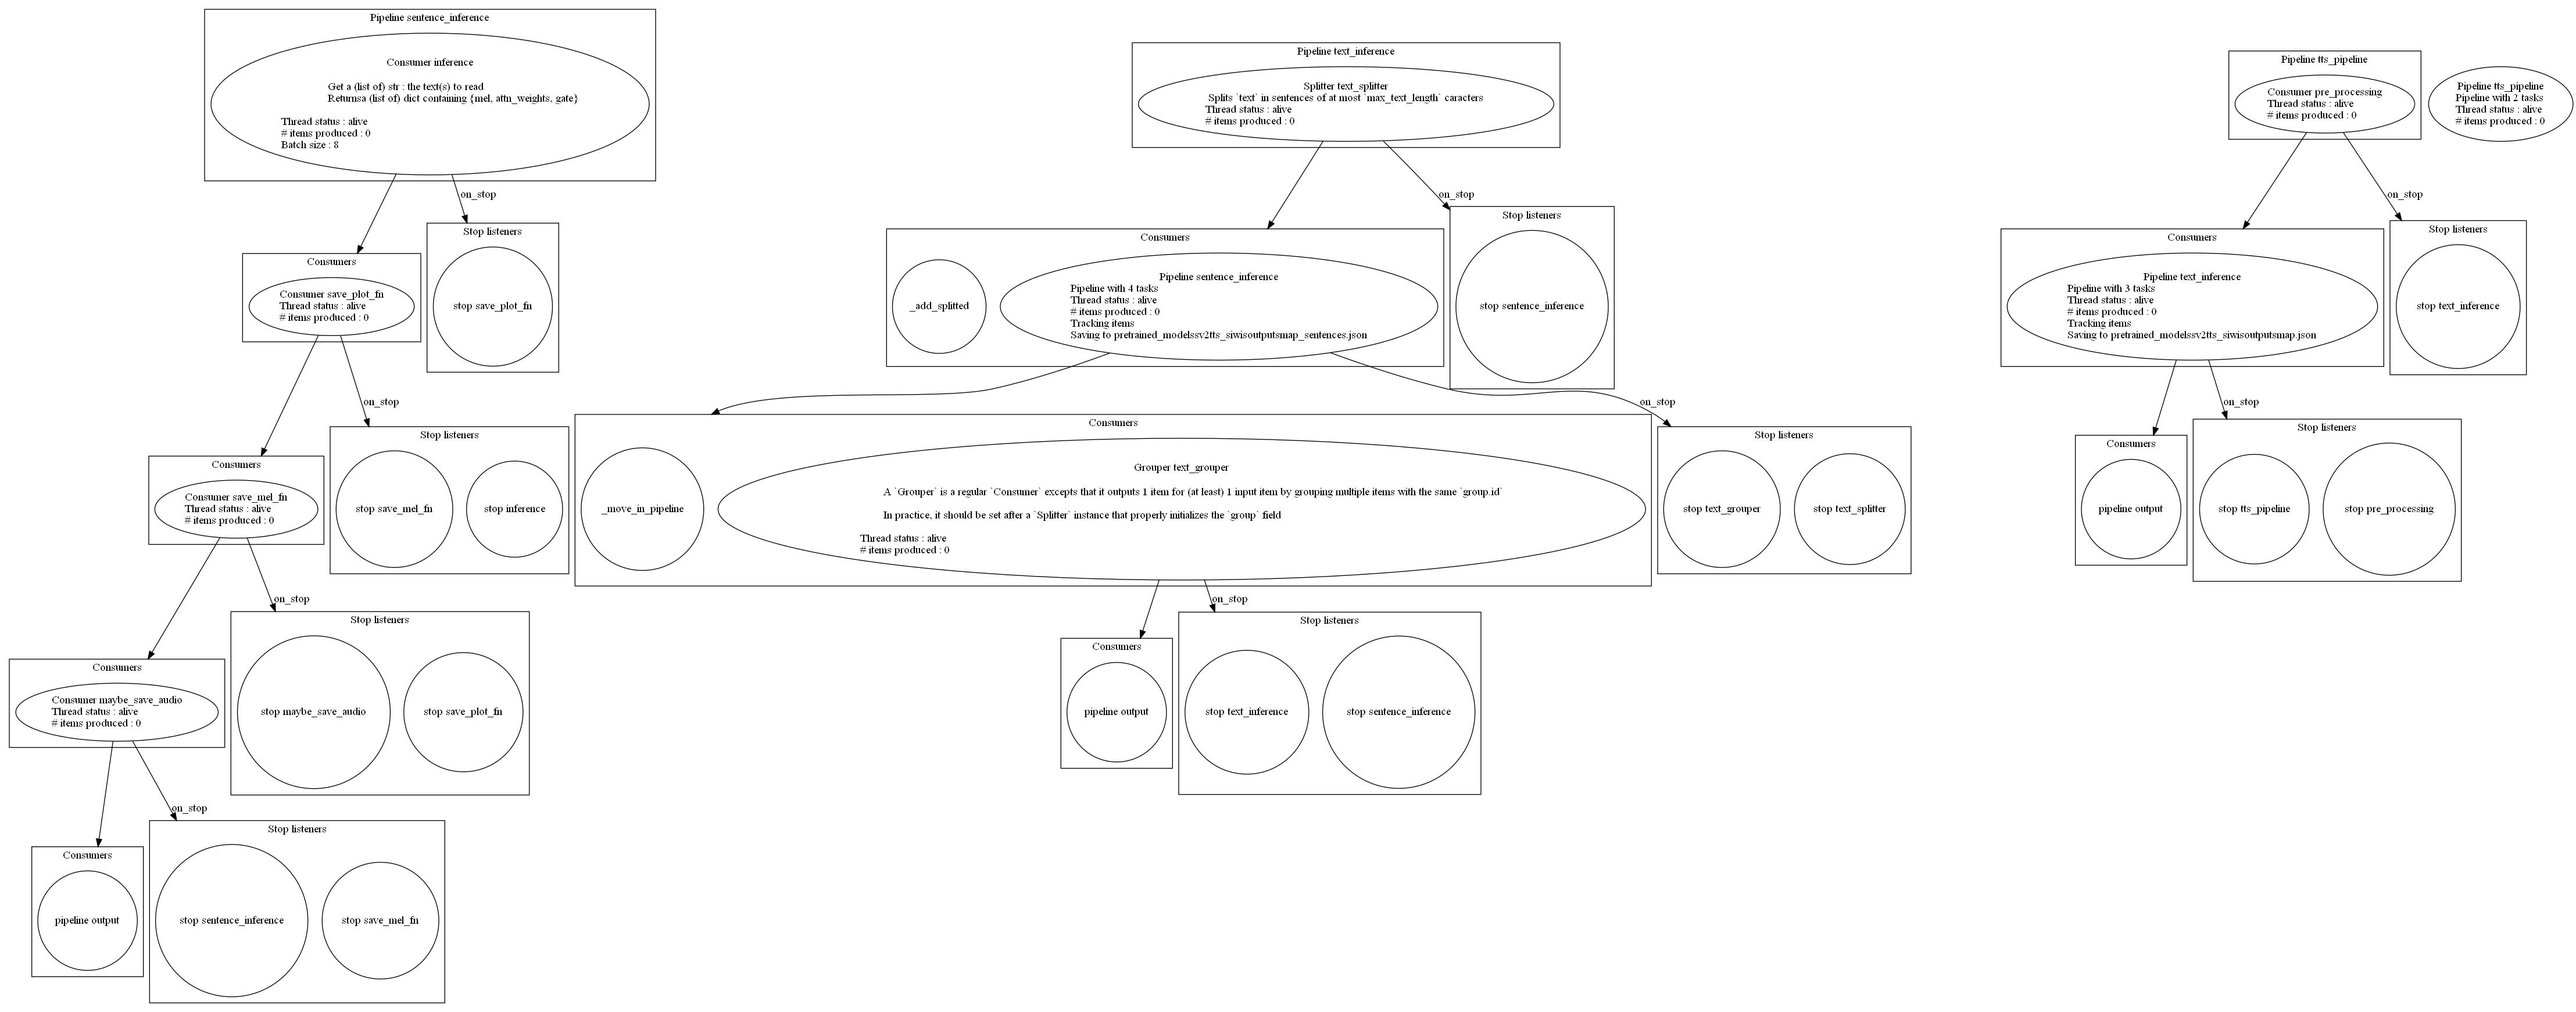 Pipeline sentence_inference
Consumer inference
Get a (list of) str : the text(s) to read
Returnsa (list of) dict containing {mel, attn_weights, gate}
Thread status : alive
# items produced : 0
Batch size : 8
on_stop
Consumers
Consumer save_plot_fn
Thread status : alive
# items produced : 0
Stop listeners
stop save_plot_fn
on_stop
Consumers
Consumer save_mel_fn
Thread status : alive
# items produced : 0
Stop listeners
stop save_mel_fn
stop inference
on_stop
Consumers
Consumer maybe_save_audio
Thread status : alive
# items produced : 0
Stop listeners
stop maybe_save_audio
stop save_plot_fn
on_stop
Consumers
pipeline output
Stop listeners
stop sentence_inference
stop save_mel_fn
Pipeline text_inference
Splitter text_splitter
Splits `text` in sentences of at most `max_text_length` caracters
Thread status : alive
# items produced : 0
on_stop
Consumers
_add_splitted
Pipeline sentence_inference
Pipeline with 4 tasks
Thread status : alive
# items produced : 0
Tracking items
Saving to pretrained_modelssv2tts_siwisoutputsmap_sentences.json
Stop listeners
stop sentence_inference
on_stop
Consumers
_move_in_pipeline
Grouper text_grouper
A `Grouper` is a regular `Consumer` excepts that it outputs 1 item for (at least) 1 input item by grouping multiple items with the same `group.id`
In practice, it should be set after a `Splitter` instance that properly initializes the `group` field
Thread status : alive
# items produced : 0
Stop listeners
stop text_grouper
stop text_splitter
on_stop
Consumers
pipeline output
Stop listeners
stop text_inference
stop sentence_inference
Pipeline tts_pipeline
Consumer pre_processing
Thread status : alive
# items produced : 0
Pipeline tts_pipeline
Pipeline with 2 tasks
Thread status : alive
# items produced : 0
on_stop
Consumers
Pipeline text_inference
Pipeline with 3 tasks
Thread status : alive
# items produced : 0
Tracking items
Saving to pretrained_modelssv2tts_siwisoutputsmap.json
Stop listeners
stop text_inference
on_stop
Consumers
pipeline output
Stop listeners
stop tts_pipeline
stop pre_processing